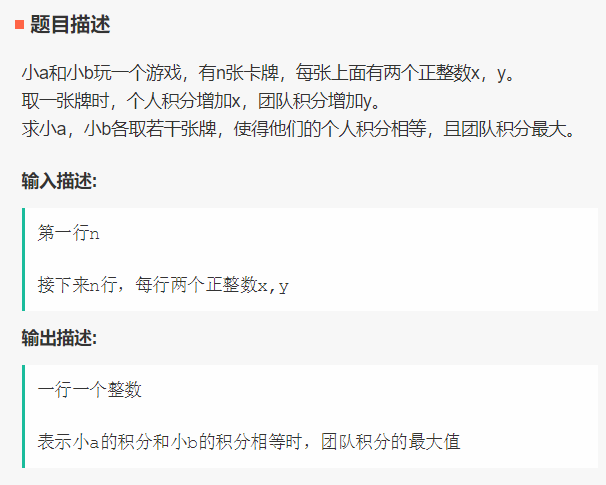 题目描述
小a和小b玩一个游戏，有n张卡牌，每张上面有两个正整数x，y。
取一张牌时，个人积分增加x，团队积分增加y。
求小a，小b各取若干张牌，使得他们的个人积分相等，且团队积分最大。
输入描述:
第一行n
接下来n行，每行两个正整数x,y
输出描述:
一行一个整数
表示小a的积分和小b的积分相等时，团队积分的最大值